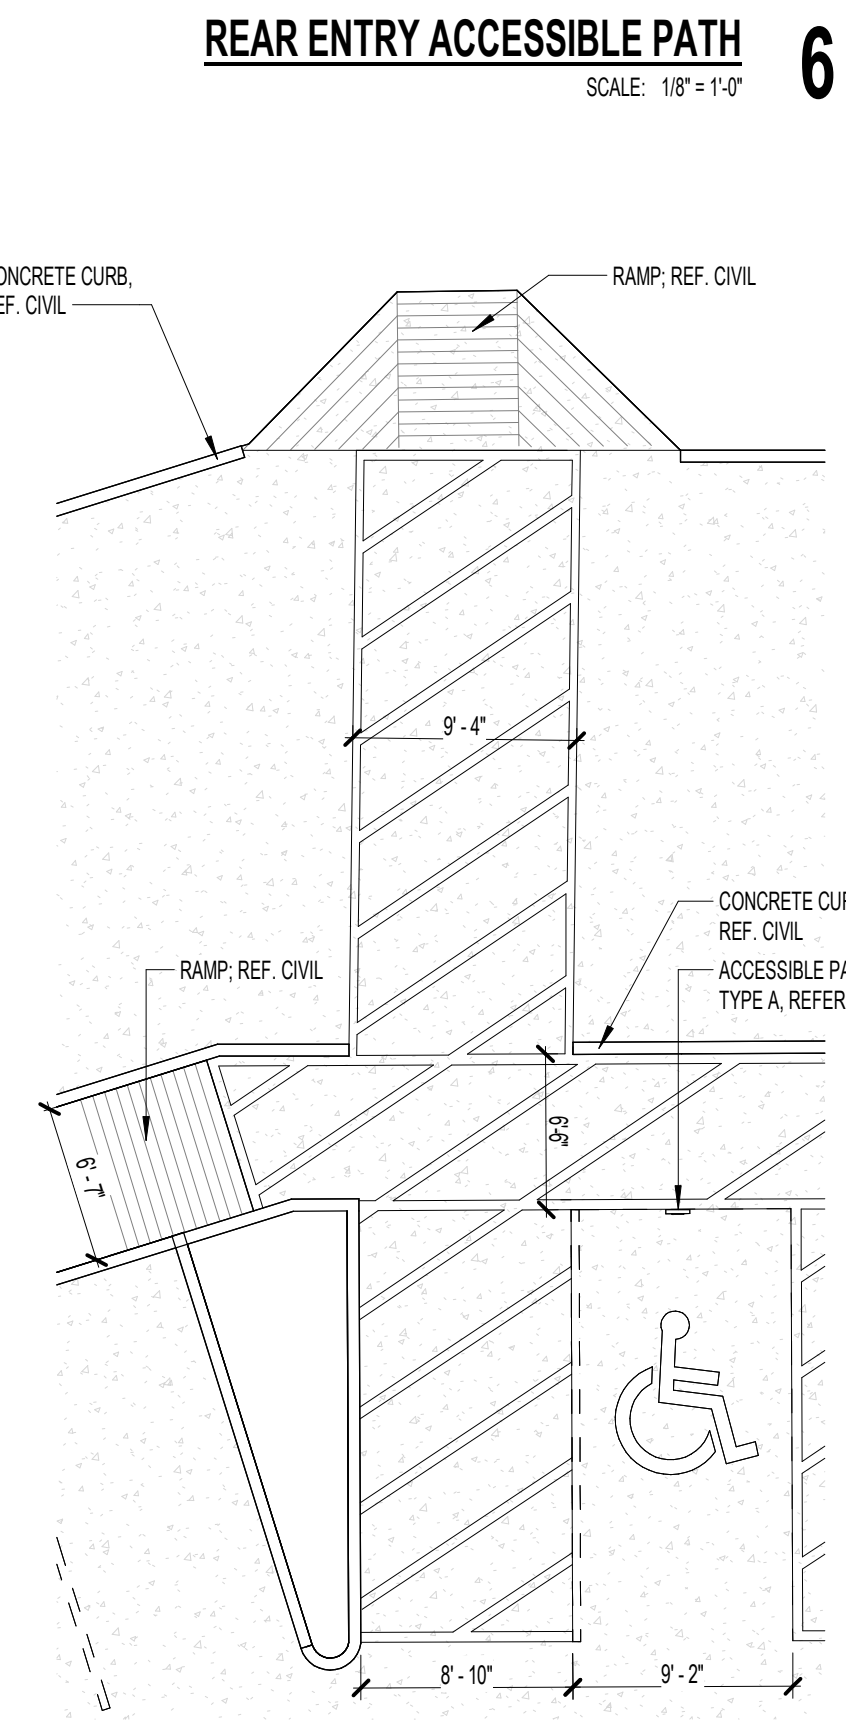 REAR ENTRY ACCESSIBLE PATH
6
SCALE: 1/8" = 1'-0"
ONCRETE CURB,
EF. CIVIL
RAMP; REF. CIVIL
9' - 4"
CONCRETE CUR
REF. CIVIL
RAMP; REF. CIVIL
ACCESSIBLE PA
TYPE A, REFER
6'-6"
6' - 7"
8' - 10"
9' - 2"